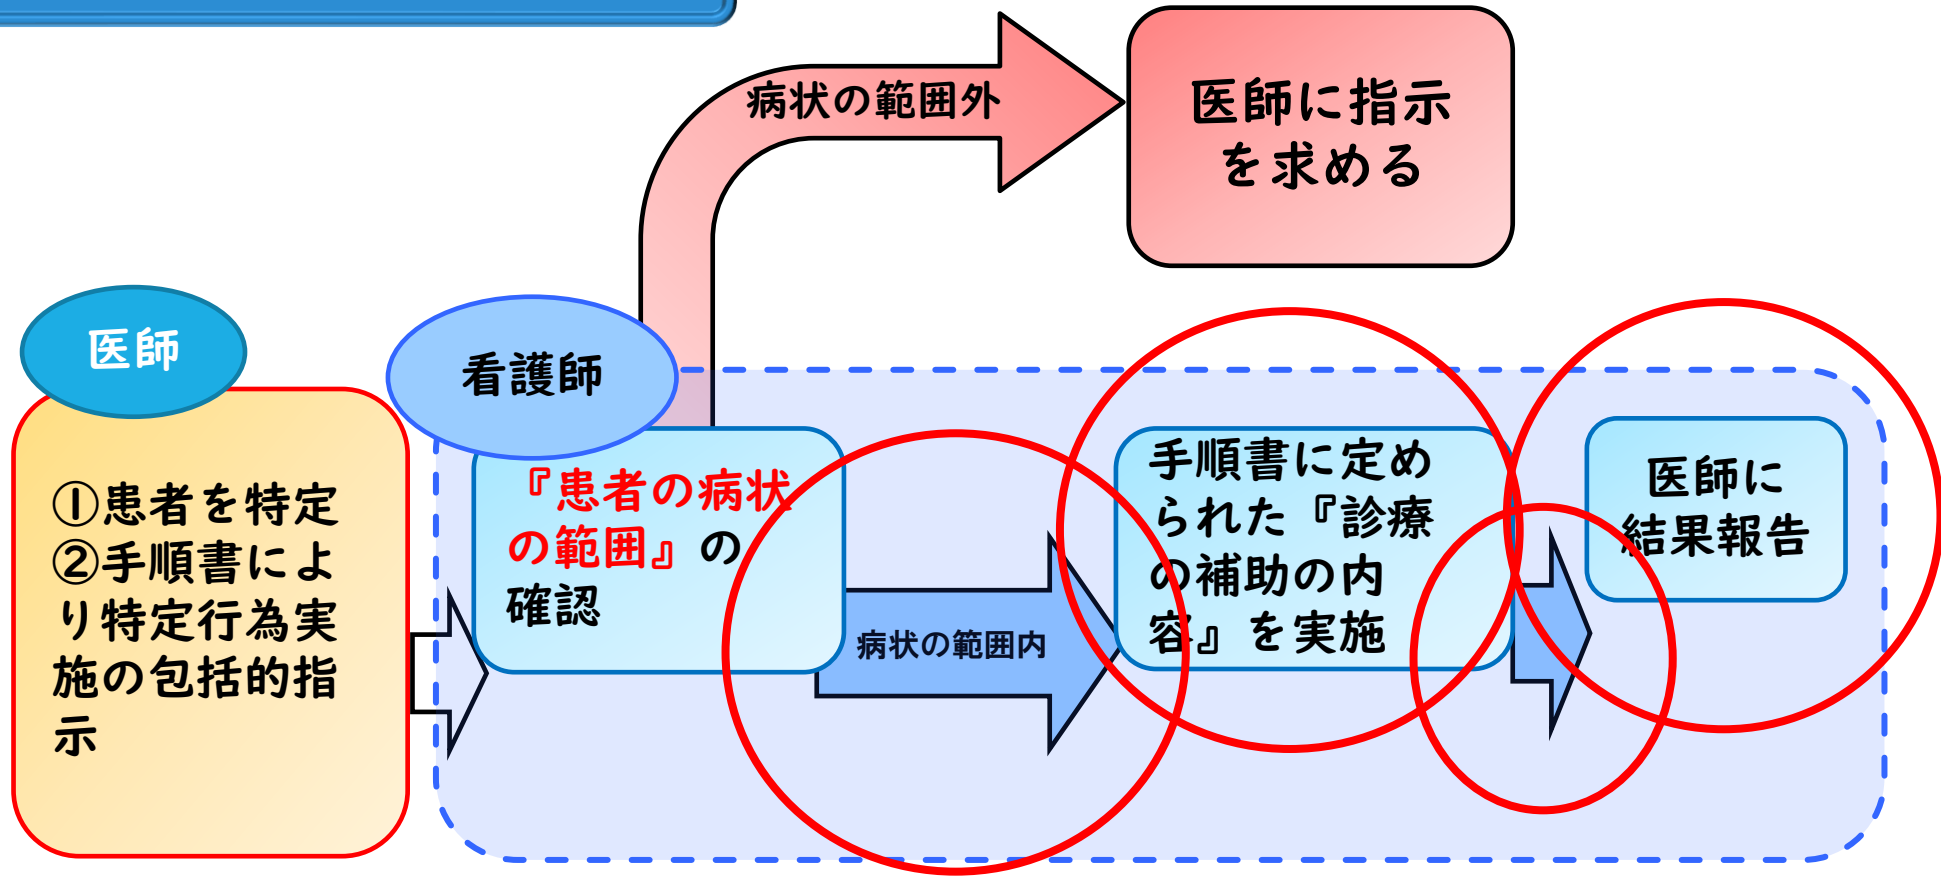 病状の範囲外
医師に指示
を求める
医師
①患者を特定
②手順書によ
り特定行為実
施の包括的指
示
看護師
『患者の病状
の範囲』の
確認
病状の範囲内
手順書に定め
られた『診療
の補助の内
容』を実施
医師に
結果報告